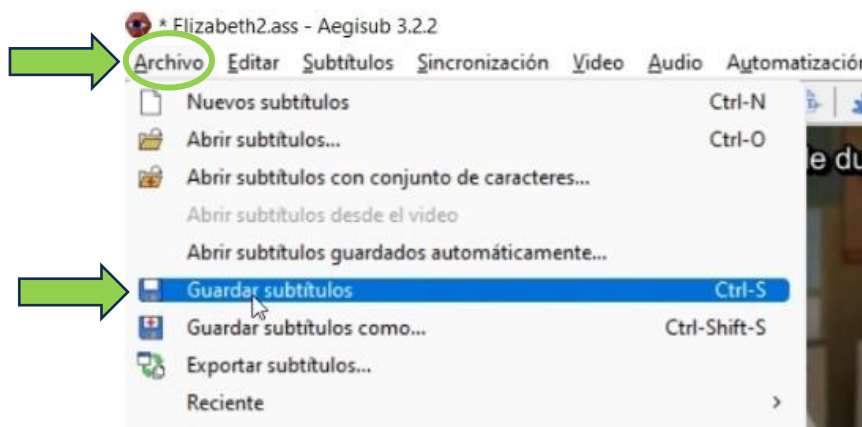 * Elizabeth2.ass - Aegisub 3.2.2
Archivo Editar Subtítulos Sincronización Video Audio Automatización
Nuevos subtítulos Ctrl-N
Abrir subtítulos... Ctrl-O
Abrir subtítulos con conjunto de caracteres...
Abrir subtítulos desde el video
Abrir subtítulos guardados automáticamente...
Guardar subtítulos Ctrl-S
Guardar subtítulos como... Ctrl-Shift-S
Exportar subtítulos...
Reciente